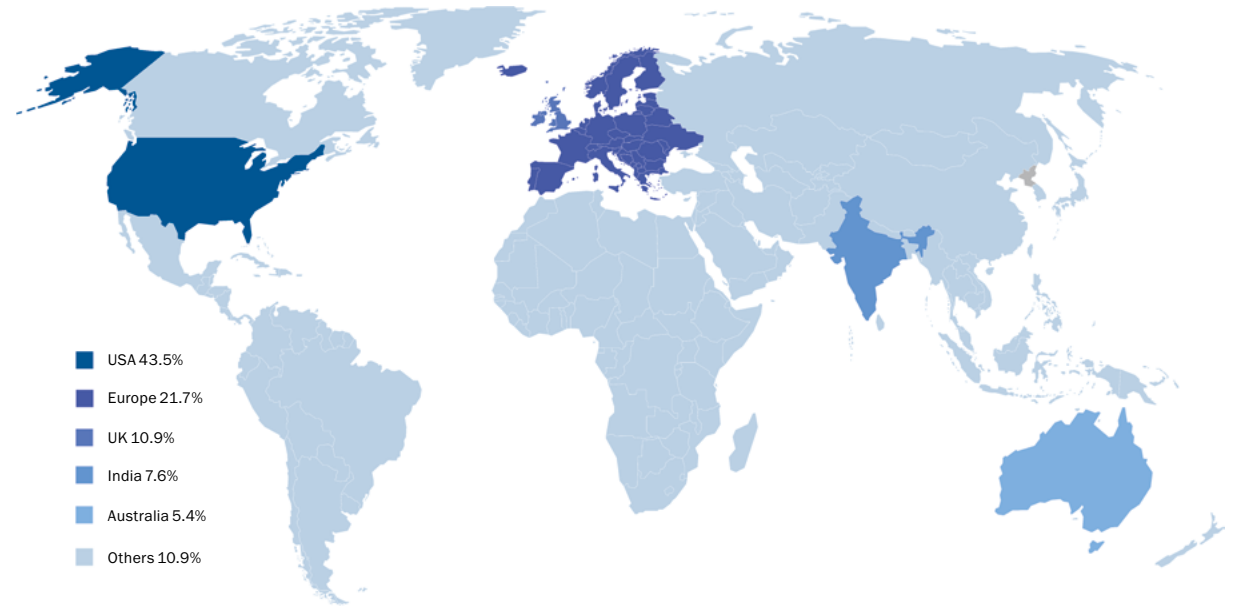 USA 43.5%
Europe 21.7%
UK 10.9%
India 7.6%
Australia 5.4%
Others 10.9%